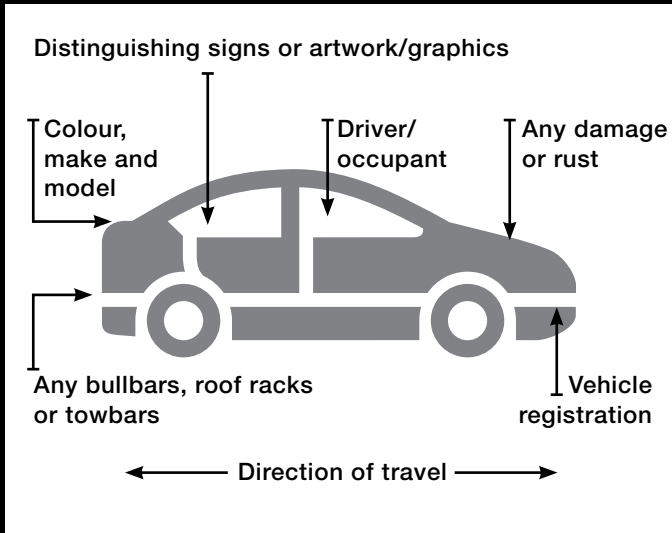 Distinguishing signs or artwork/graphics
Colour,
make and
model
Driver/
occupant
Any damage
or rust
Any bullbars, roof racks
or towbars
Vehicle
registration
Direction of travel